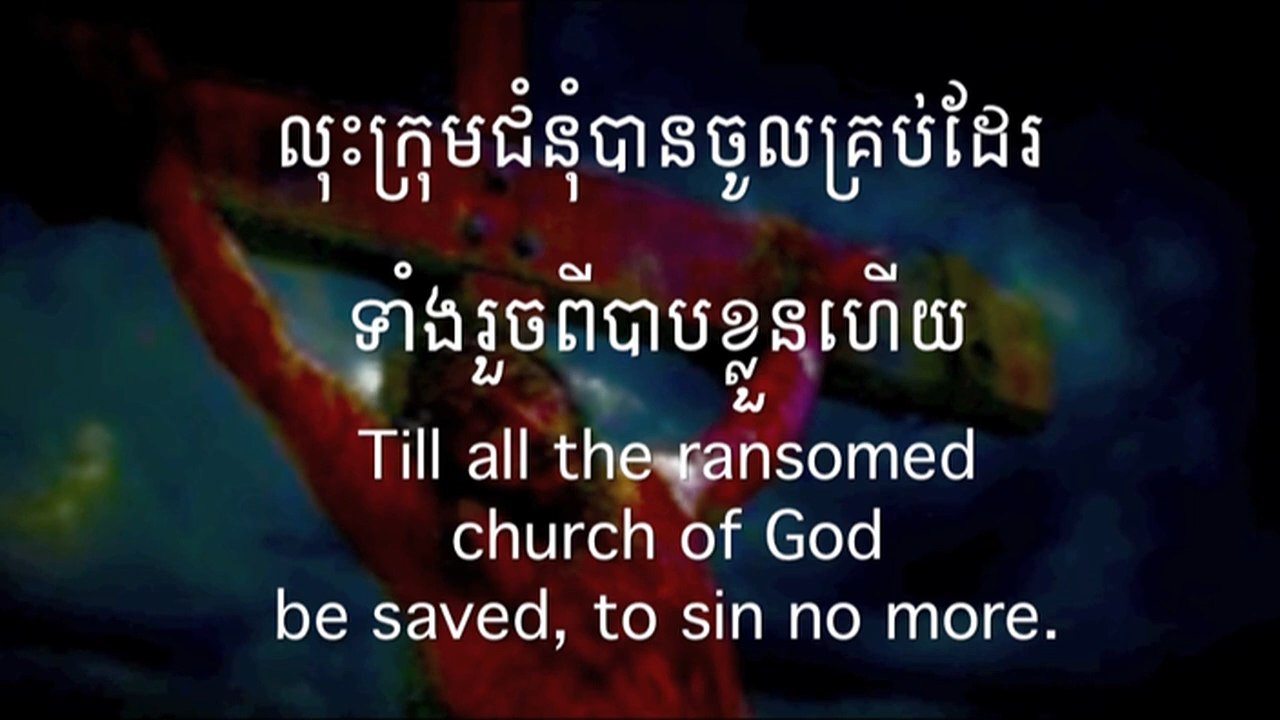 លុះក្រុមជំនុំបានចូលគ្រប់ដែរ
ទាំងរួចពីបាបខ្លួនហើយ
Till all the ransomed
church of God
be saved, to sin no more.